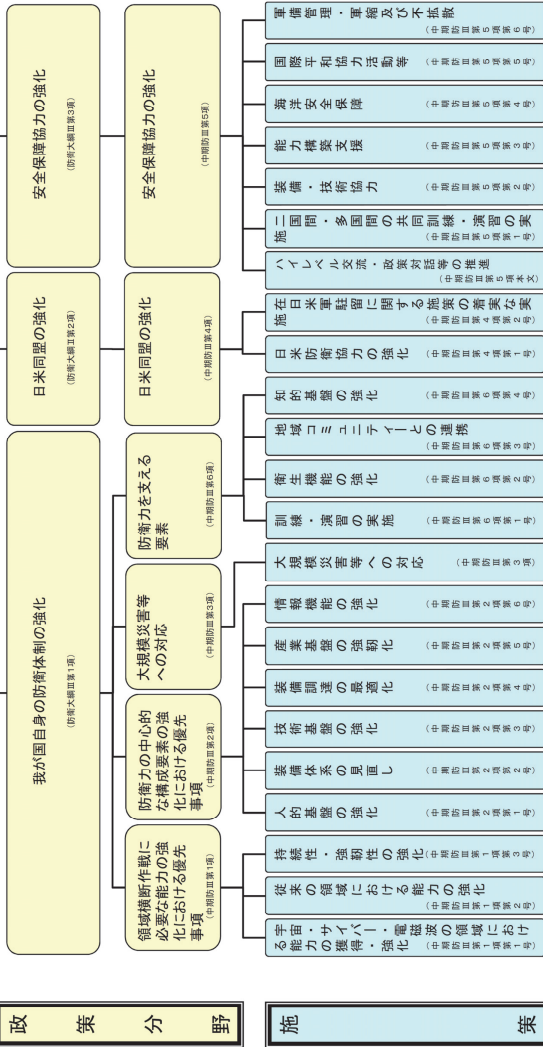 政策分野
我が国自身の防衛体制の強化
(防衛大綱Ⅲ第1項)
日米同盟の強化
(防衛大綱Ⅲ第2項)
安全保障協力の強化
(防衛大綱Ⅲ第3項)
領域横断作戦に
必要な能力の強
化における優先
事項
(中期防Ⅲ第1項)
防衛力の中心的
な構成要素の強
化における優先
事項
(中期防Ⅲ第2項)
大規模災害等
への対応
(中期防Ⅲ第3項)
防衛力を支える
要素
(中期防Ⅲ第6項)
日米同盟の強化
(中期防Ⅲ第4項)
安全保障協力の強化
(中期防Ⅲ第5項)
施策
宇宙・サイバー・電磁波の領域におけ
る能力の獲得・強化
(中期防Ⅲ第1項第1号)
従来の領域における能力の強化
(中期防Ⅲ第1項第2号)
持続性・強靭性の強化
(中期防Ⅲ第1項第3号)
人的基盤の強化
(中期防Ⅲ第2項第1号)
装備体系の見直し
(中期防Ⅲ第2項第2号)
技術基盤の強化
(中期防Ⅲ第2項第3号)
装備調達の最適化
(中期防Ⅲ第2項第4号)
産業基盤の強靭化
(中期防Ⅲ第2項第5号)
情報機能の強化
(中期防Ⅲ第2項第6号)
大規模災害等への対応
(中期防Ⅲ第3項)
訓練・演習の実施
(中期防Ⅲ第6項第1号)
衛生機能の強化
(中期防Ⅲ第6項第2号)
地域コミュニティーとの連携
(中期防Ⅲ第6項第3号)
知的基盤の強化
(中期防Ⅲ第6項第4号)
日米防衛協力の強化
(中期防Ⅲ第4項第1号)
在日米軍駐留に関する施策の着実な実
施
(中期防Ⅲ第4項第2号)
ハイレベル交流・政策対話等の推進
(中期防Ⅲ第5項本文)
二国間・多国間の共同訓練・演習の実
施
(中期防Ⅲ第5項第1号)
装備・技術協力
(中期防Ⅲ第5項第2号)
能力構築支援
(中期防Ⅲ第5項第3号)
海洋安全保障
(中期防Ⅲ第5項第4号)
国際平和協力活動等
(中期防Ⅲ第5項第5号)
軍備管理・軍縮及び不拡散
(中期防Ⅲ第5項第6号)